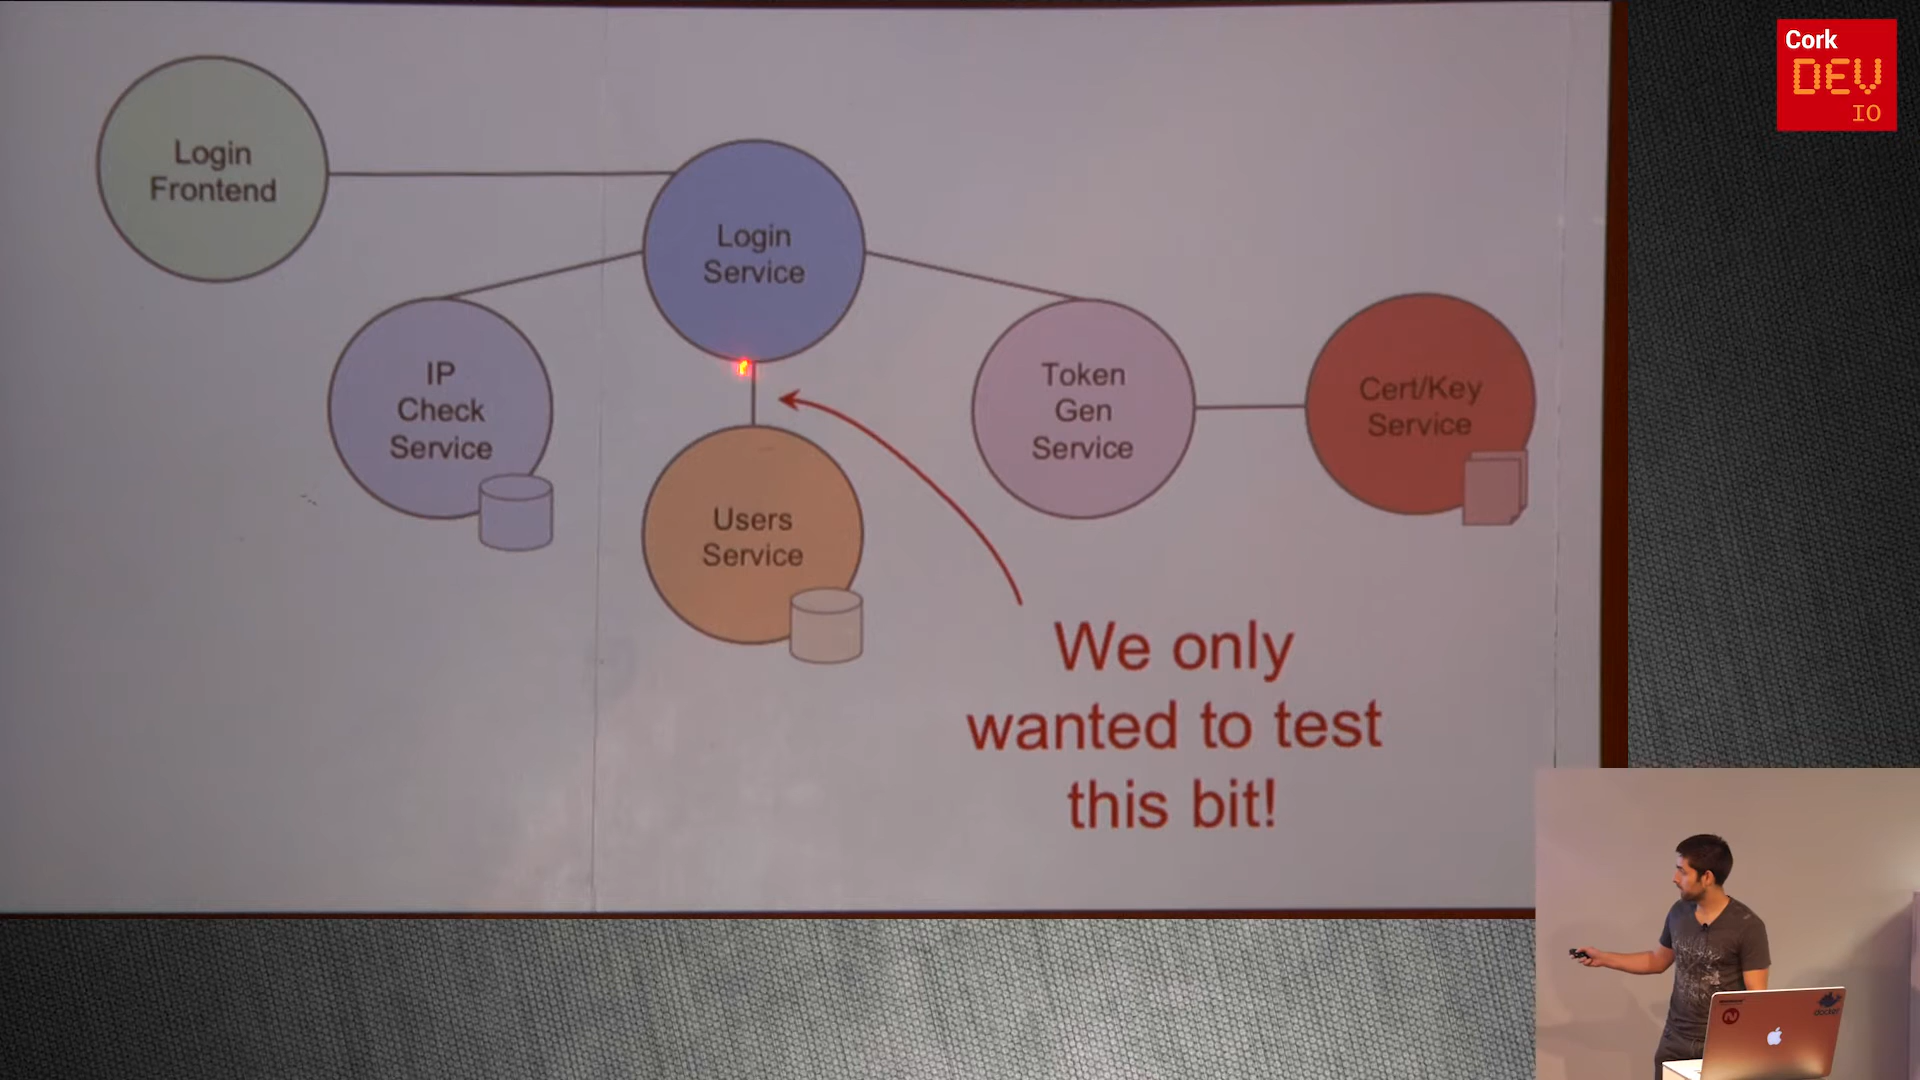 Cork
DEV
IO
Login
Frontend
Login
Service
IP
Check
Service
Token
Gen
Service
Cert/Key
Service
Users
Service
We only
wanted to test
this bit!
docker